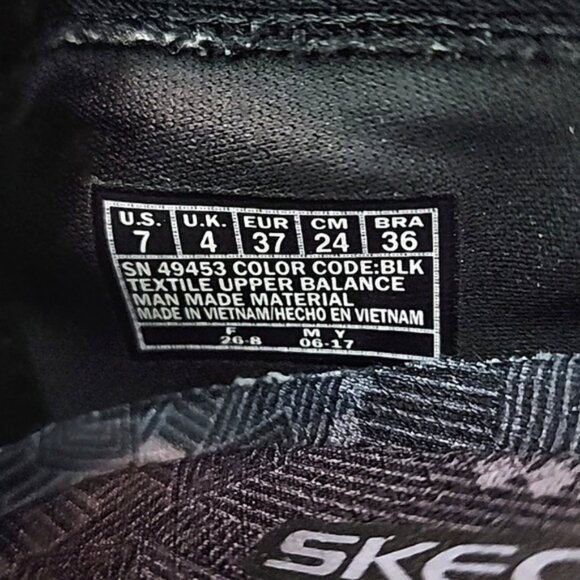 U.S. U.K. EUR CM BRA
7 4 37 24 36
SN 49453 COLOR CODE:BLK
TEXTILE UPPER BALANCE
MAN MADE MATERIAL
MADE IN VIETNAM/HECHO EN VIETNAM
F M Y
26-8 06-17
SKEC